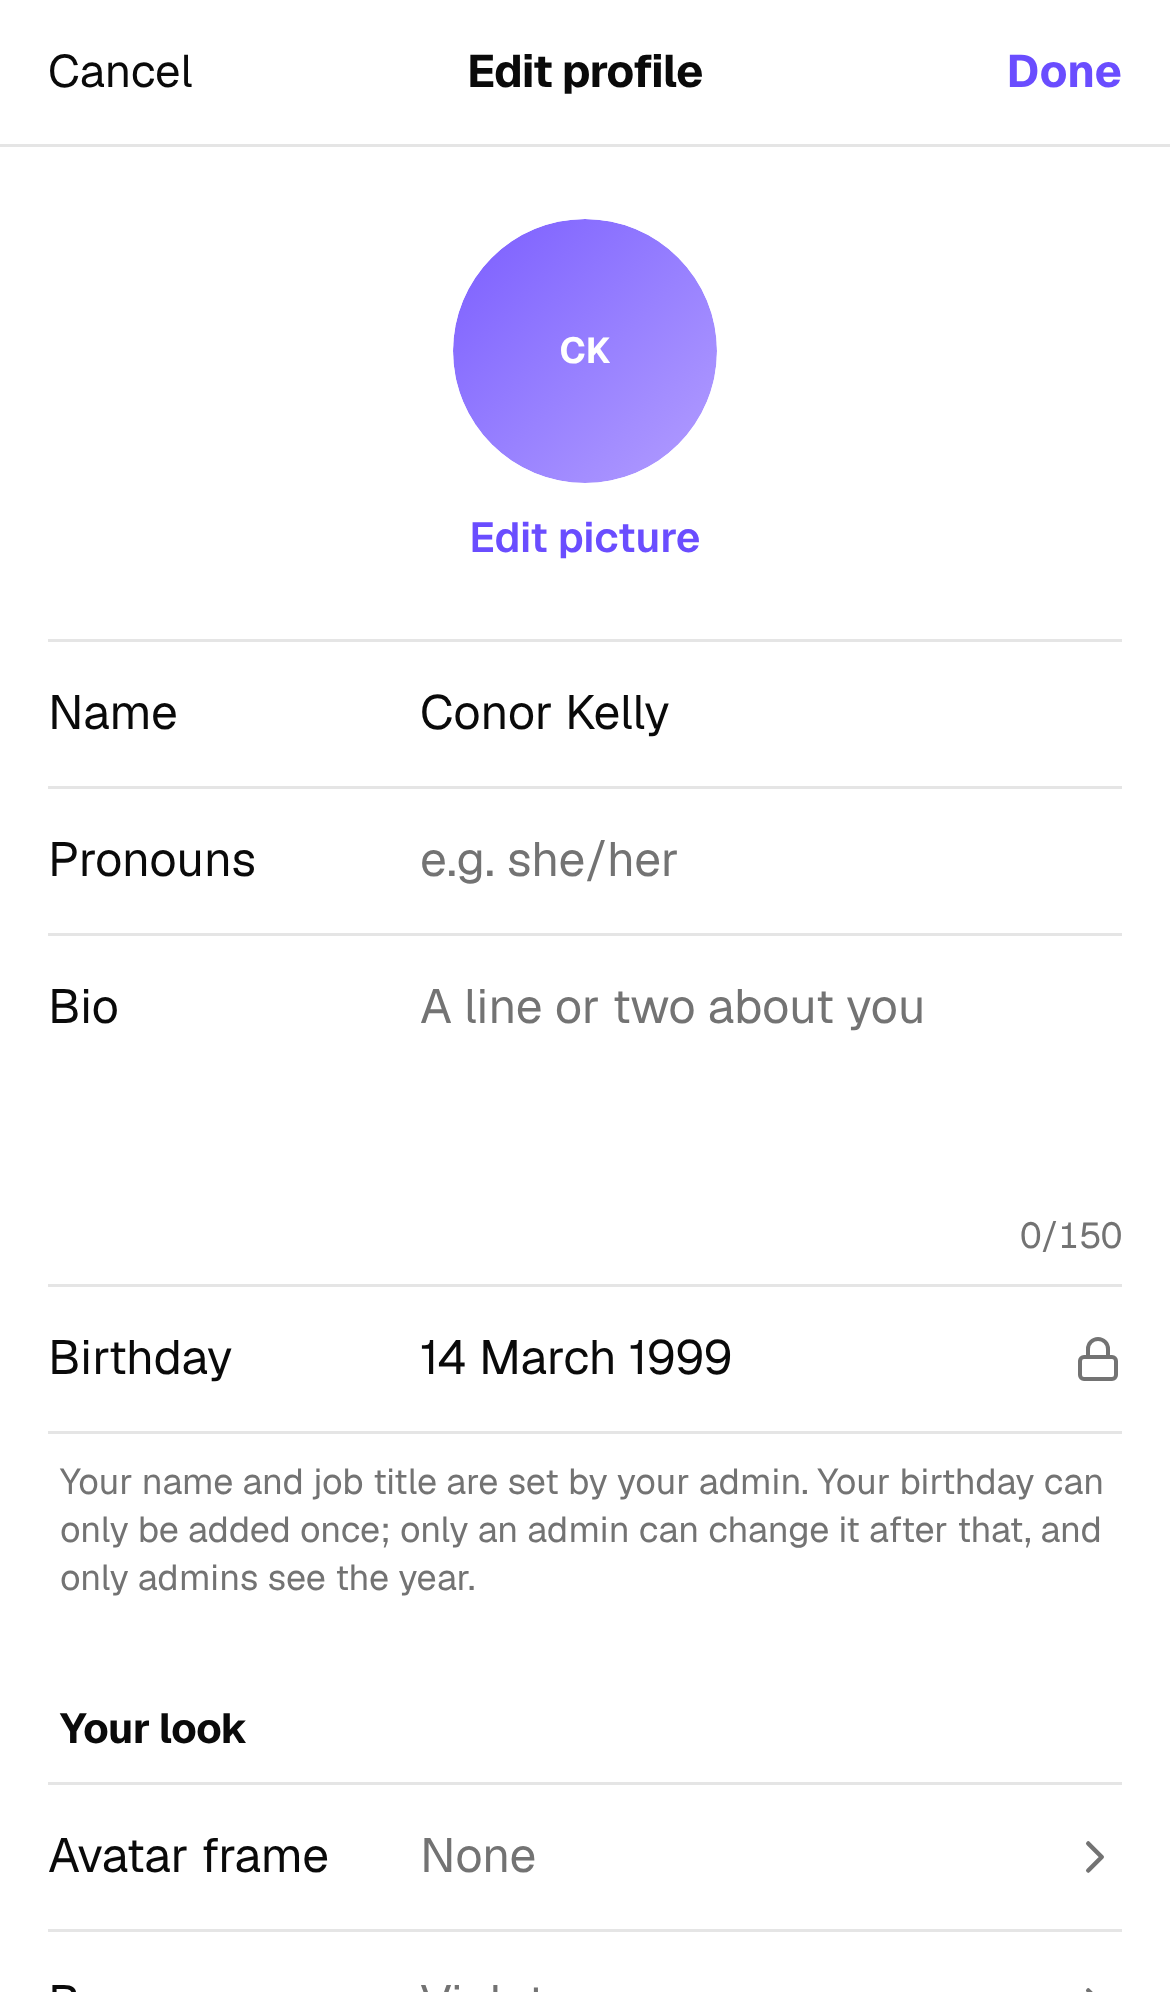 Cancel
Edit profile
Done
CK
Edit picture
Name
Conor Kelly
Pronouns
e.g. she/her
Bio
A line or two about you
0/150
Birthday
14 March 1999
Your name and job title are set by your admin. Your birthday can
only be added once; only an admin can change it after that, and
only admins see the year.
Your look
Avatar frame
None